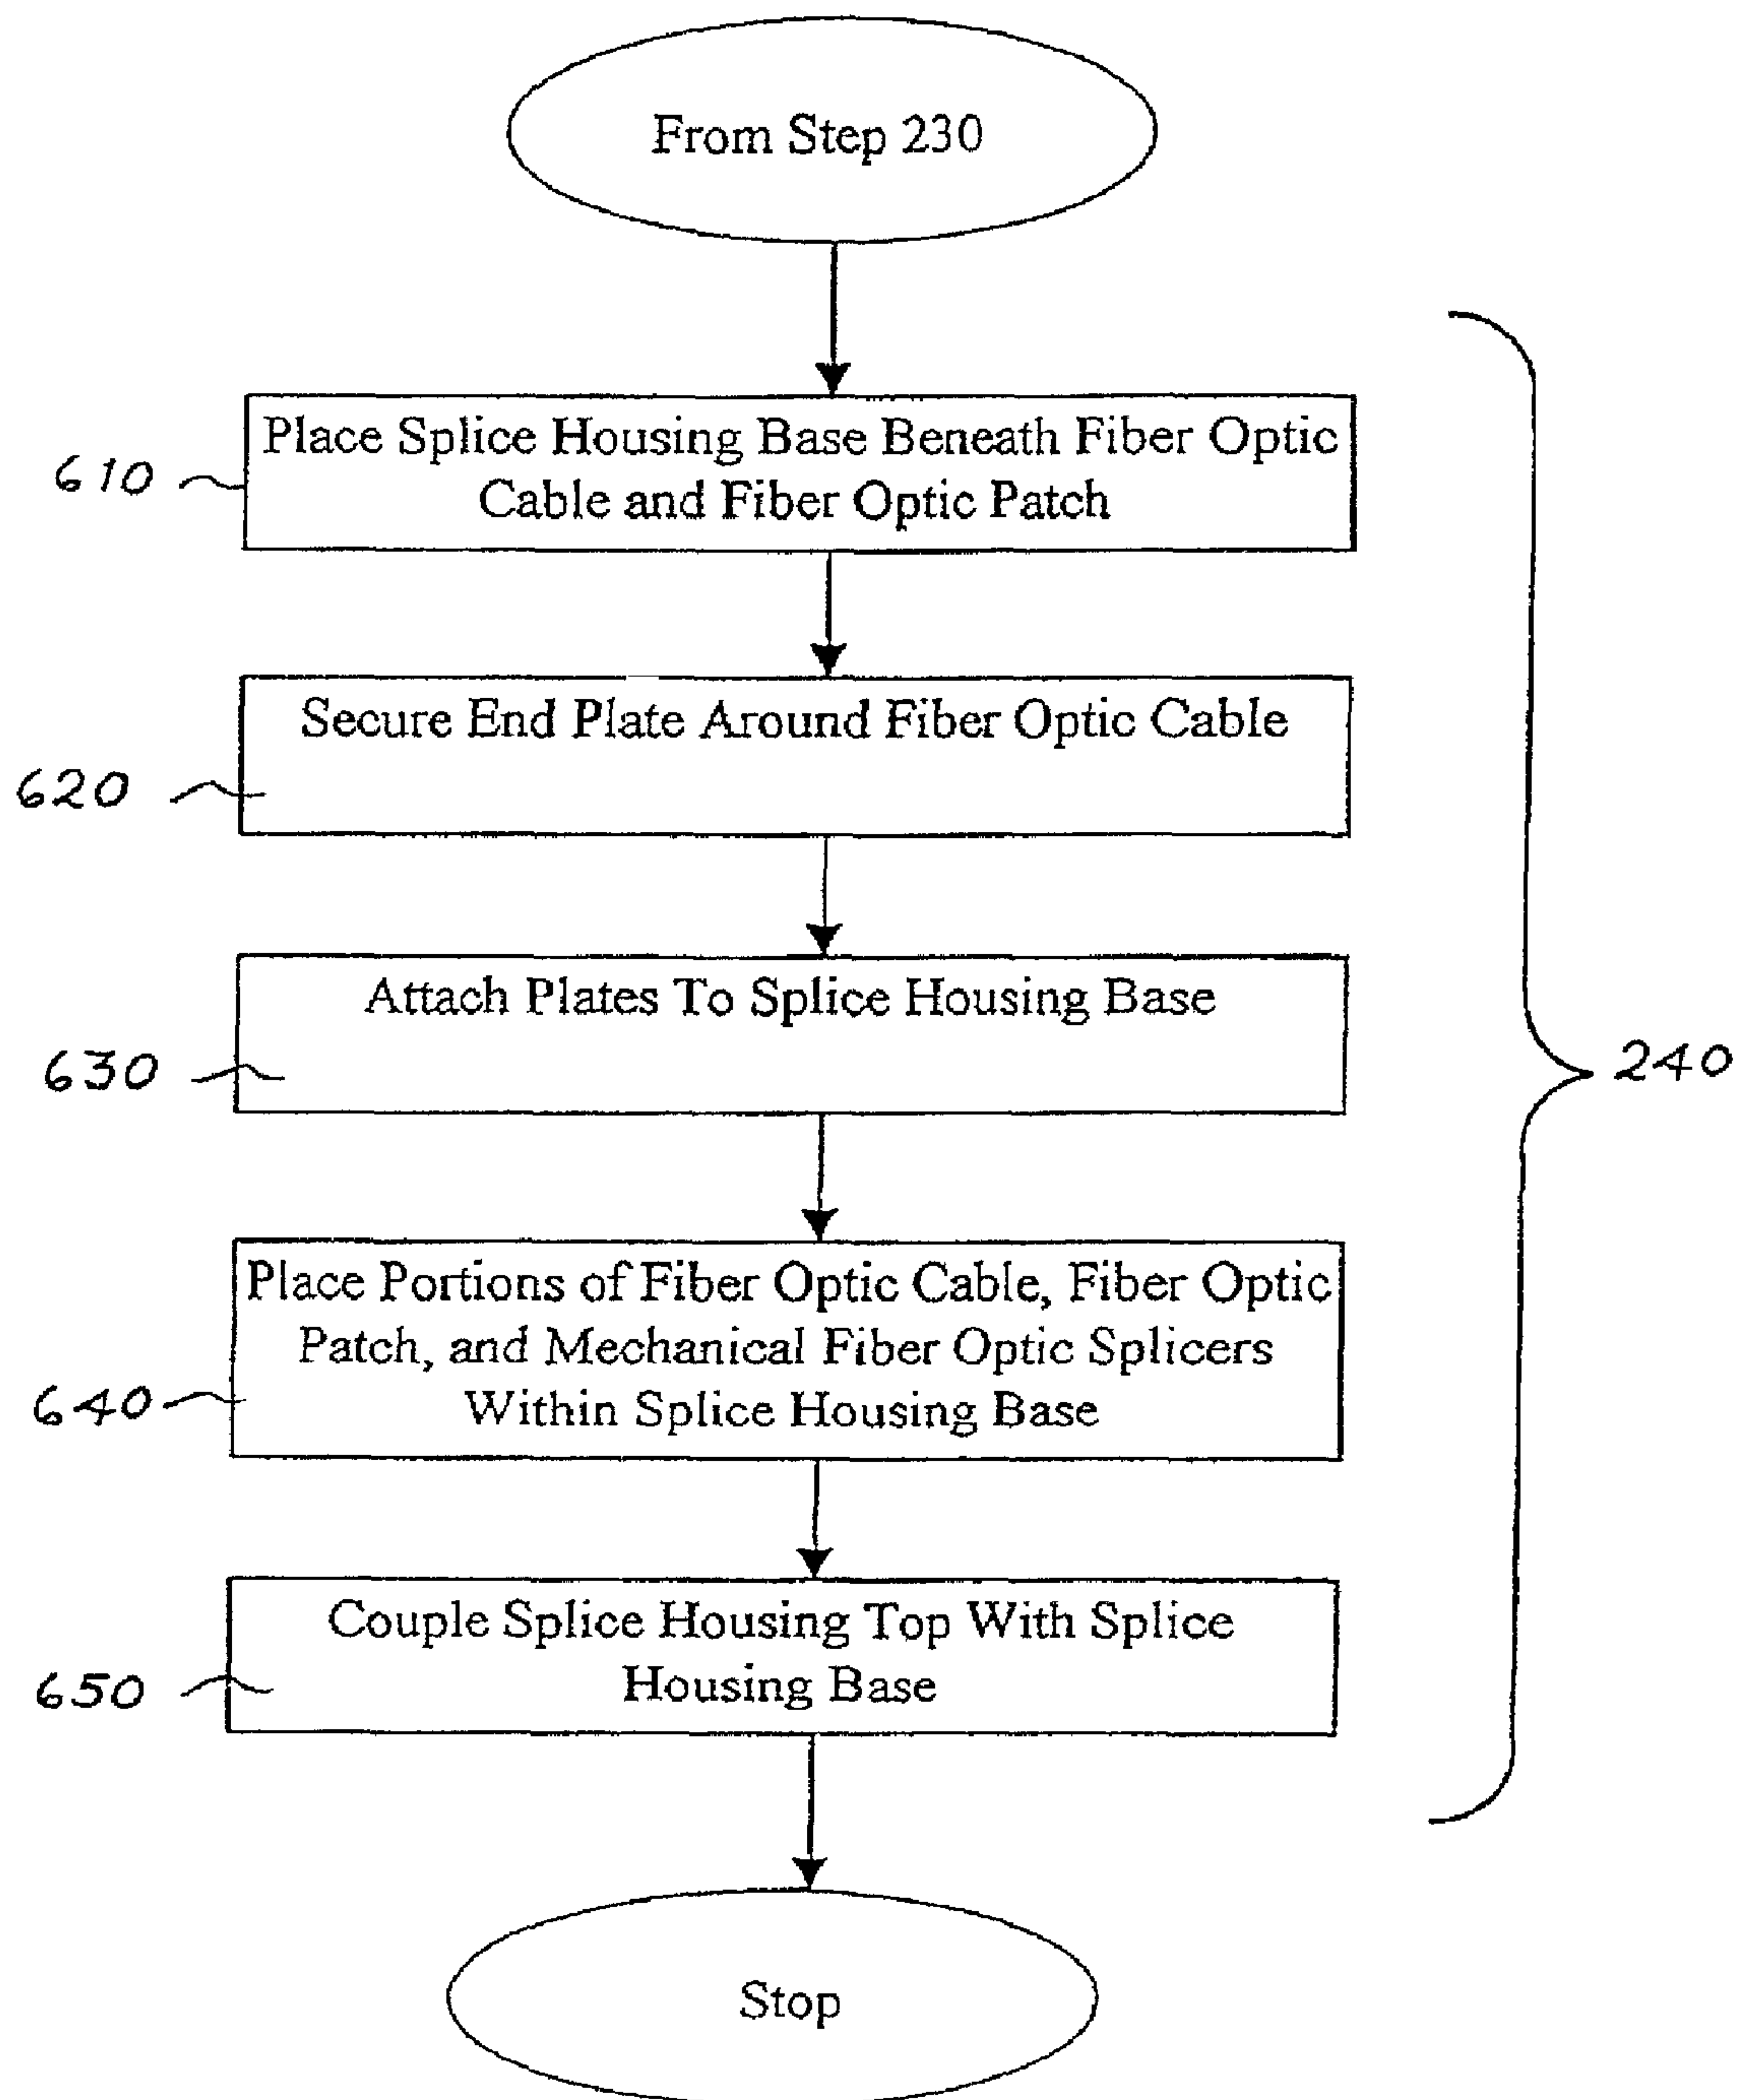 From Step 230
Place Splice Housing Base Beneath Fiber Optic
Cable and Fiber Optic Patch
610
Secure End Plate Around Fiber Optic Cable
620
Attach Plates To Splice Housing Base
630
240
Place Portions of Fiber Optic Cable, Fiber Optic
Patch, and Mechanical Fiber Optic Splicers
Within Splice Housing Base
640
Couple Splice Housing Top With Splice
Housing Base
650
Stop